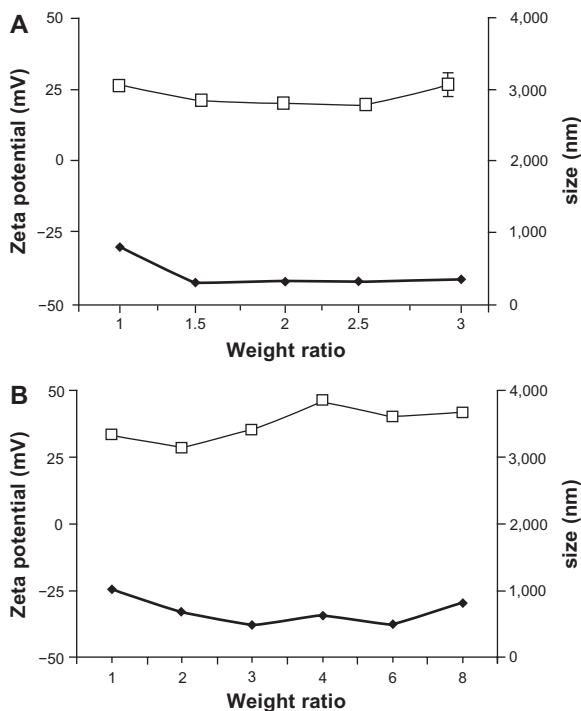 A
Zeta potential (mV)
50
25
0
−25
−50
4,000
3,000
2,000
1,000
0
size (nm)
1 1.5 2 2.5 3
Weight ratio
B
Zeta potential (mV)
50
25
0
−25
−50
4,000
3,000
2,000
1,000
0
size (nm)
1 2 3 4 6 8
Weight ratio